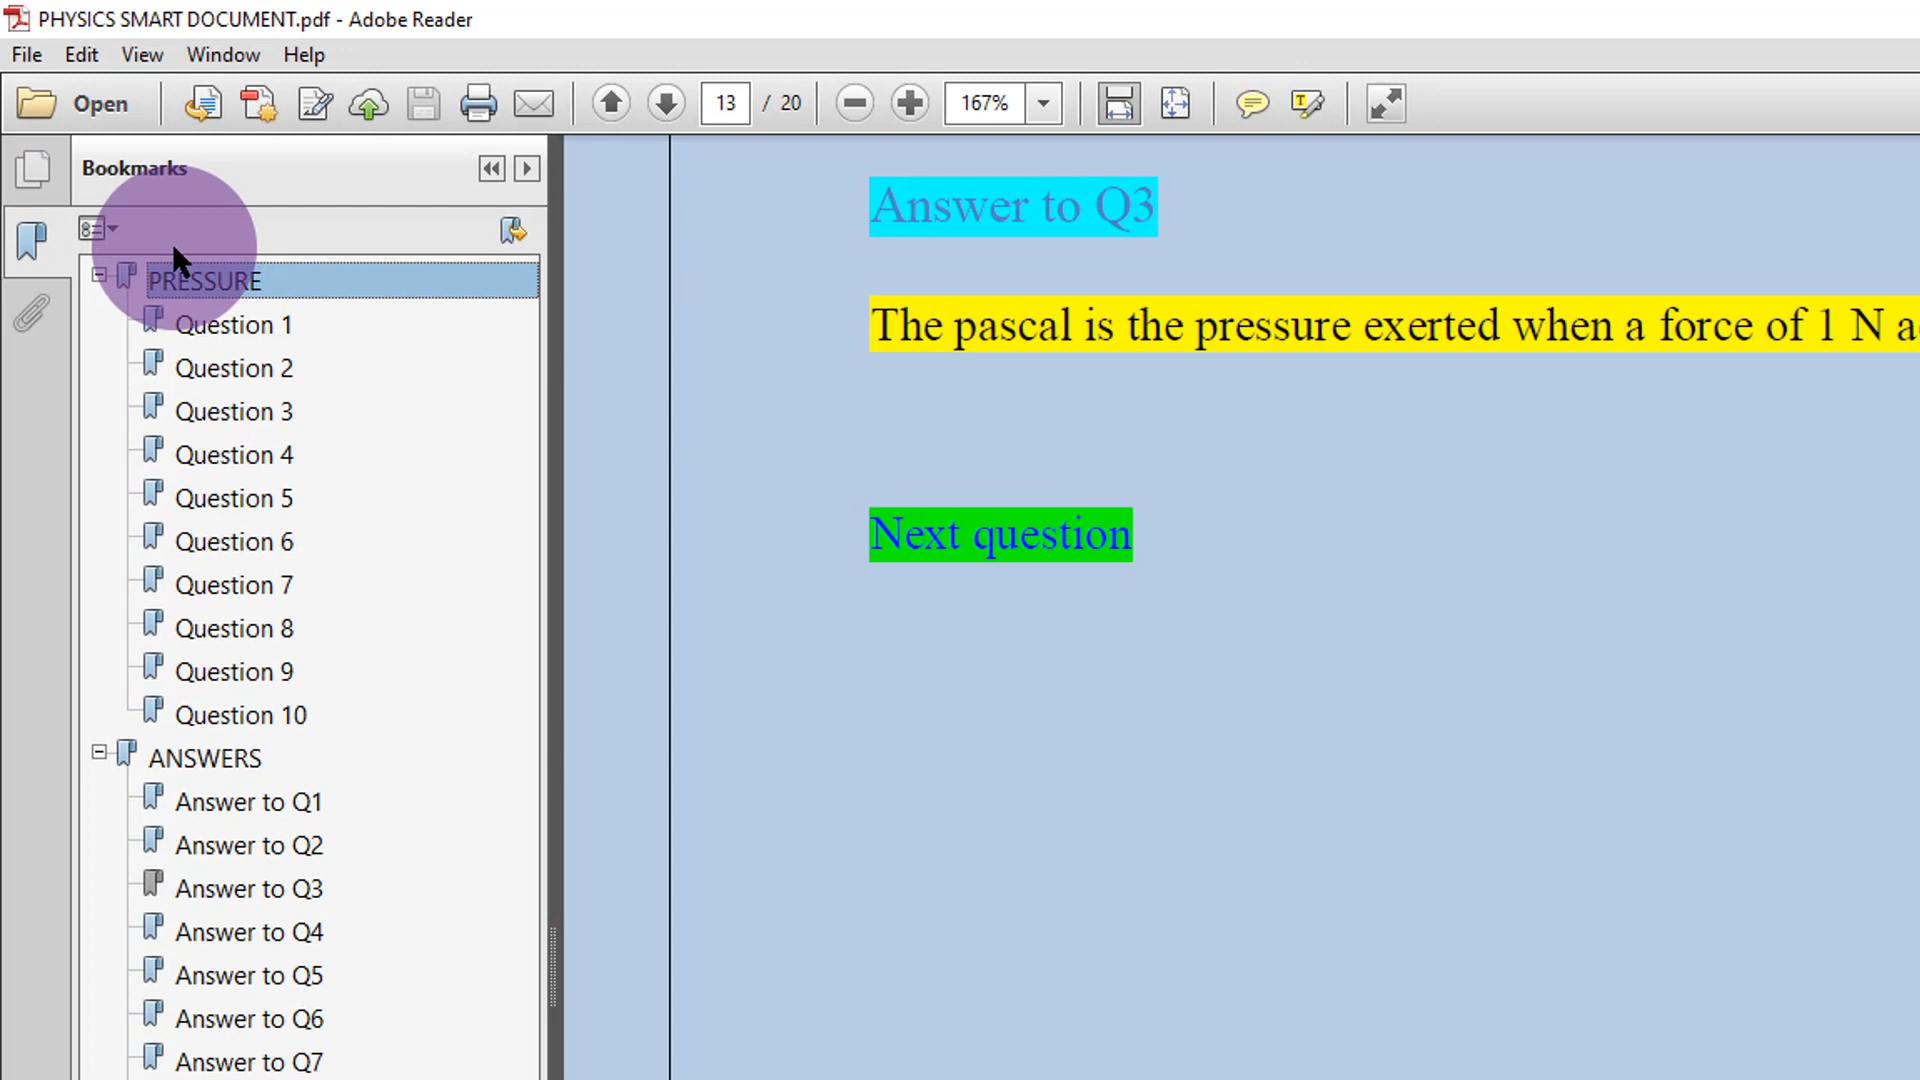 PHYSICS SMART DOCUMENT.pdf - Adobe Reader
File Edit View Window Help
Open 13 / 20 167%
Bookmarks
PRESSURE
Question 1
Question 2
Question 3
Question 4
Question 5
Question 6
Question 7
Question 8
Question 9
Question 10
ANSWERS
Answer to Q1
Answer to Q2
Answer to Q3
Answer to Q4
Answer to Q5
Answer to Q6
Answer to Q7
Answer to Q3
The pascal is the pressure exerted when a force of 1 N
Next question